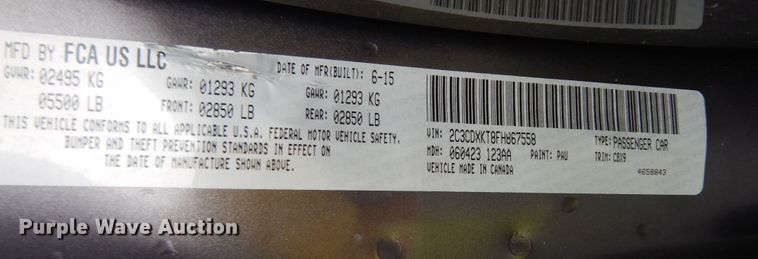 MFD BY FCA US LLC
DATE OF MFR(BUILT): 6-15
GVWR: 02495 KG
GAWR: 01293 KG
GAWR: 01293 KG
05500 LB
FRONT: 02850 LB
REAR: 02850 LB
THIS VEHICLE CONFORMS TO ALL APPLICABLE U.S.A. FEDERAL MOTOR VEHICLE SAFETY,
BUMPER AND THEFT PREVENTION STANDARDS IN EFFECT ON
THE DATE OF MANUFACTURE SHOWN ABOVE.
VIN: 2C3CDXKT8FH867558
TYPE: PASSENGER CAR
MDH: 060423 123AA
PAINT: PAU
TRIM: CBX9
VEHICLE MADE IN CANADA
4658843
Purple Wave Auction